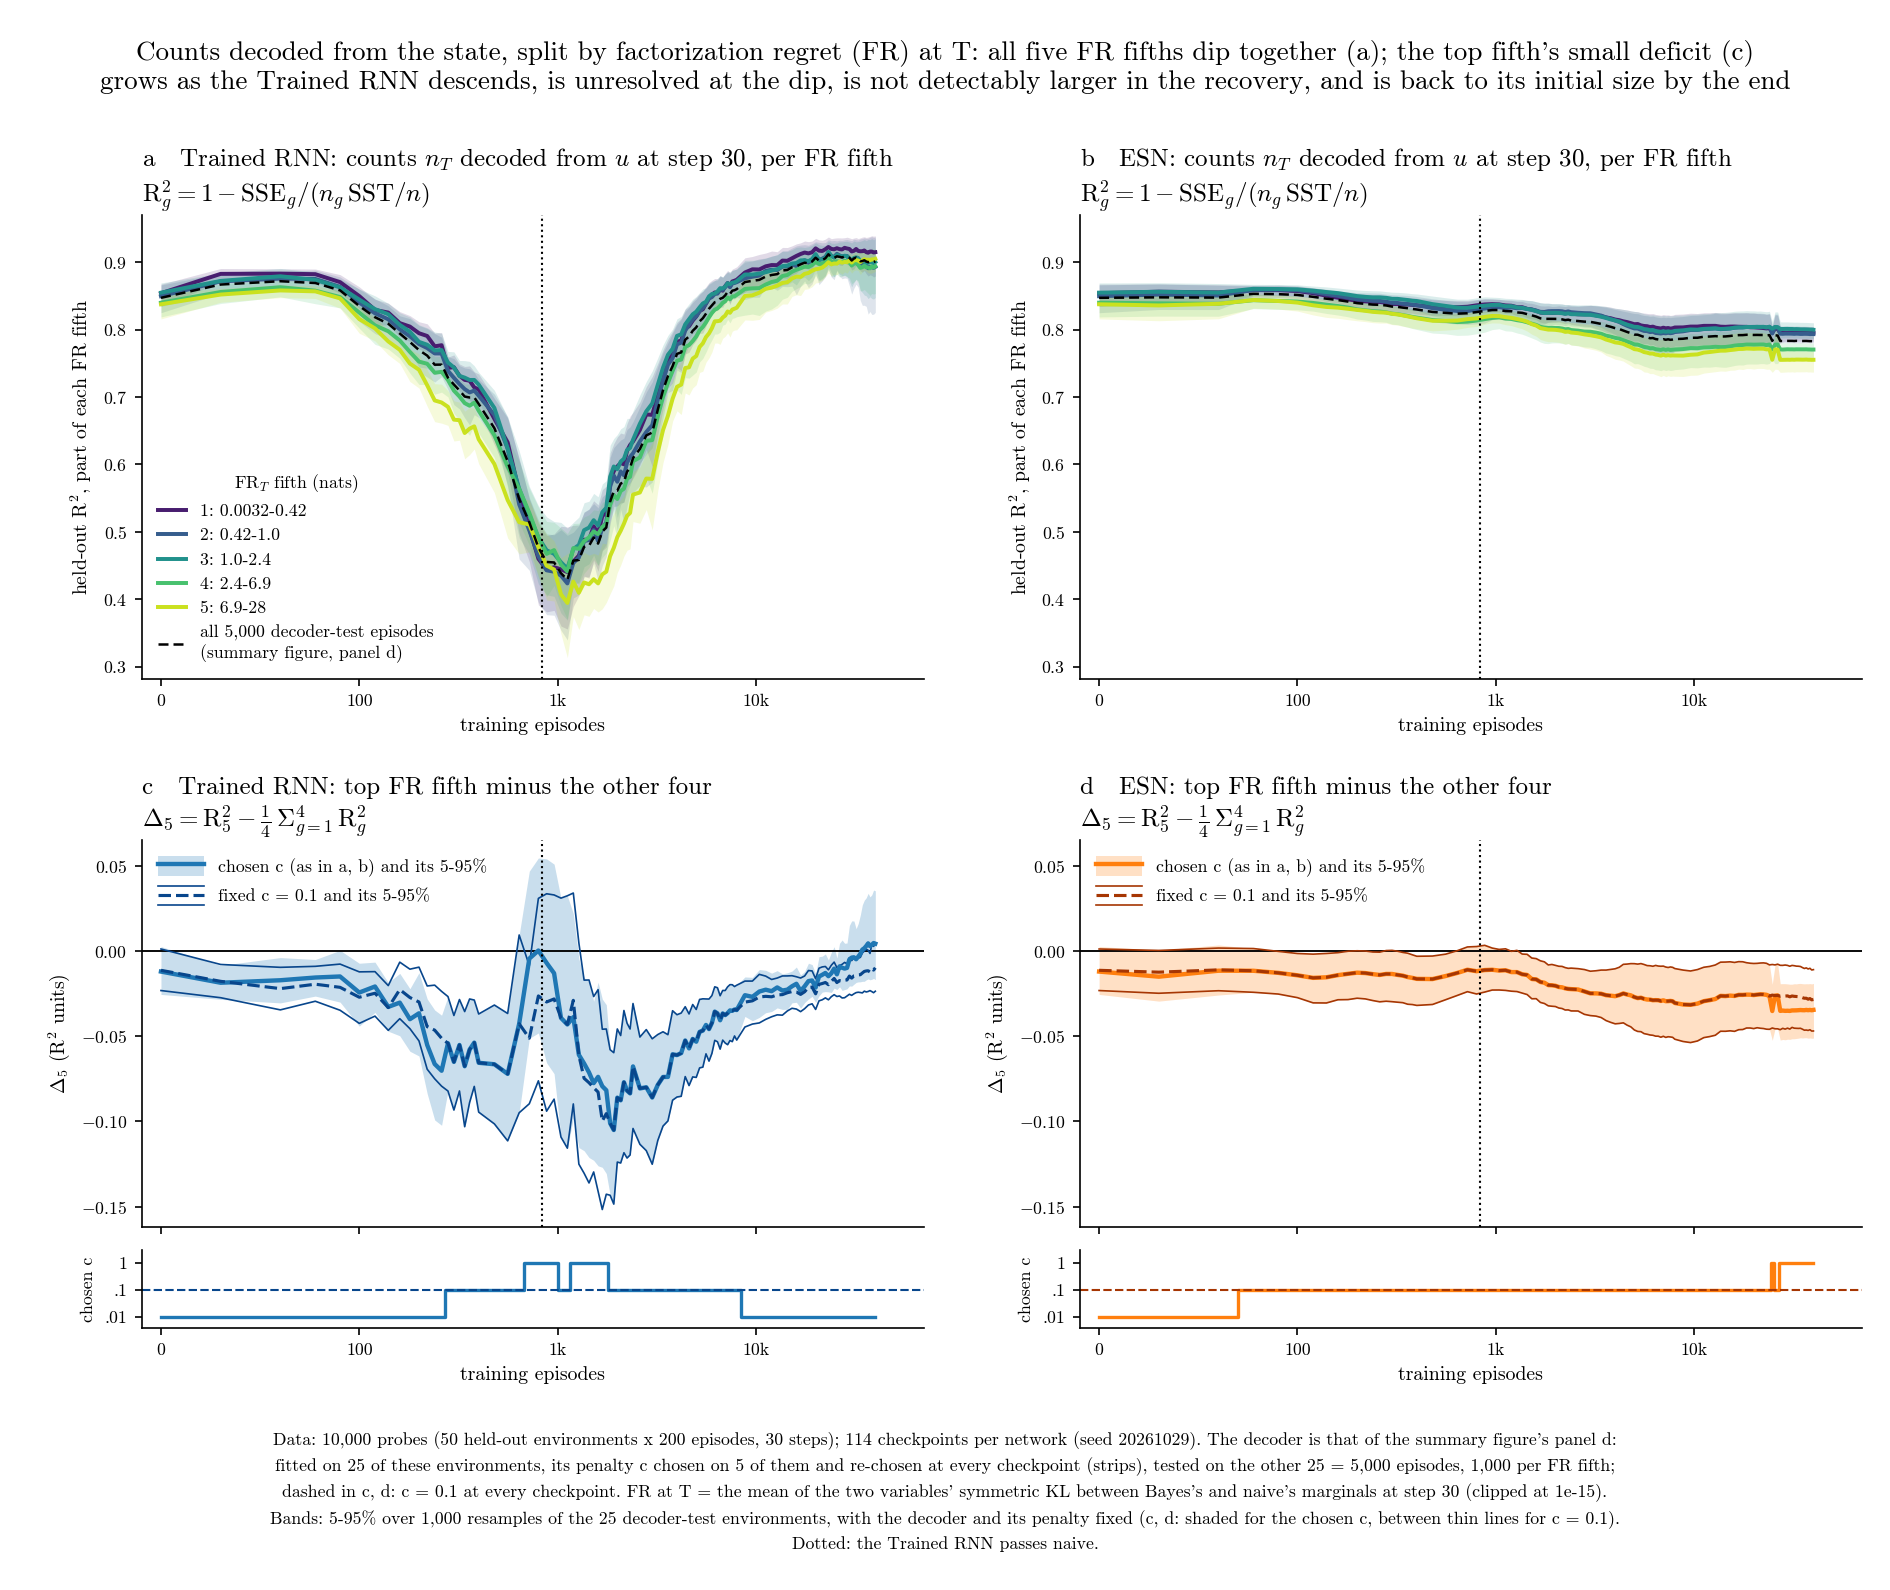 Counts decoded from the state, split by factorization regret (FR) at T: all five FR fifths dip together (a); the top fifth's small deficit (c)
grows as the Trained RNN descends, is unresolved at the dip, is not detectably larger in the recovery, and is back to its initial size by the end
a Trained RNN: counts n_T decoded from u at step 30, per FR fifth
R²_g = 1 − SSE_g/(n_g SST/n)
held-out R², part of each FR fifth
0.9
0.8
0.7
0.6
0.5
0.4
0.3
FR_T fifth (nats)
1: 0.0032-0.42
2: 0.42-1.0
3: 1.0-2.4
4: 2.4-6.9
5: 6.9-28
all 5,000 decoder-test episodes
(summary figure, panel d)
0 100 1k 10k
training episodes
b ESN: counts n_T decoded from u at step 30, per FR fifth
R²_g = 1 − SSE_g/(n_g SST/n)
held-out R², part of each FR fifth
0.9
0.8
0.7
0.6
0.5
0.4
0.3
0 100 1k 10k
training episodes
c Trained RNN: top FR fifth minus the other four
Δ₅ = R²₅ − ¼ Σ⁴_{g=1} R²_g
Δ₅ (R² units)
chosen c (as in a, b) and its 5-95%
fixed c = 0.1 and its 5-95%
0.05
0.00
−0.05
−0.10
−0.15
chosen c
1
.1
.01
0 100 1k 10k
training episodes
d ESN: top FR fifth minus the other four
Δ₅ = R²₅ − ¼ Σ⁴_{g=1} R²_g
Δ₅ (R² units)
chosen c (as in a, b) and its 5-95%
fixed c = 0.1 and its 5-95%
0.05
0.00
−0.05
−0.10
−0.15
chosen c
1
.1
.01
0 100 1k 10k
training episodes
Data: 10,000 probes (50 held-out environments x 200 episodes, 30 steps); 114 checkpoints per network (seed 20261029). The decoder is that of the summary figure's panel d:
fitted on 25 of these environments, its penalty c chosen on 5 of them and re-chosen at every checkpoint (strips), tested on the other 25 = 5,000 episodes, 1,000 per FR fifth;
dashed in c, d: c = 0.1 at every checkpoint. FR at T = the mean of the two variables' symmetric KL between Bayes's and naive's marginals at step 30 (clipped at 1e-15).
Bands: 5-95% over 1,000 resamples of the 25 decoder-test environments, with the decoder and its penalty fixed (c, d: shaded for the chosen c, between thin lines for c = 0.1).
Dotted: the Trained RNN passes naive.